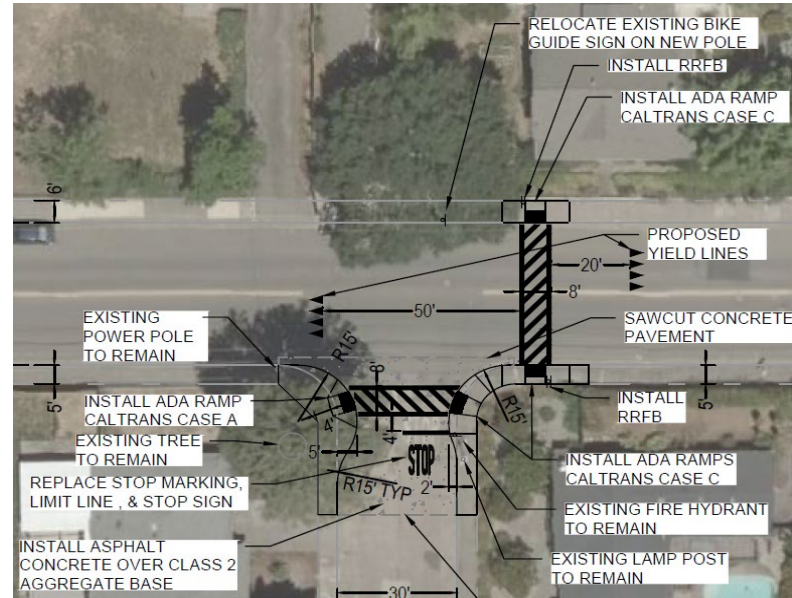 RELOCATE EXISTING BIKE
GUIDE SIGN ON NEW POLE
INSTALL RRFB
INSTALL ADA RAMP
CALTRANS CASE C
6'
PROPOSED
YIELD LINES
20'
8'
50'
EXISTING
POWER POLE
TO REMAIN
R15'
8'
SAWCUT CONCRETE
PAVEMENT
5'
INSTALL ADA RAMP
CALTRANS CASE A
4'
4'
R15'
INSTALL
RRFB
5'
EXISTING TREE
TO REMAIN
5'
STOP
INSTALL ADA RAMPS
CALTRANS CASE C
REPLACE STOP MARKING,
LIMIT LINE , & STOP SIGN
R15' TYP
2'
EXISTING FIRE HYDRANT
TO REMAIN
INSTALL ASPHALT
CONCRETE OVER CLASS 2
AGGREGATE BASE
EXISTING LAMP POST
TO REMAIN
30'